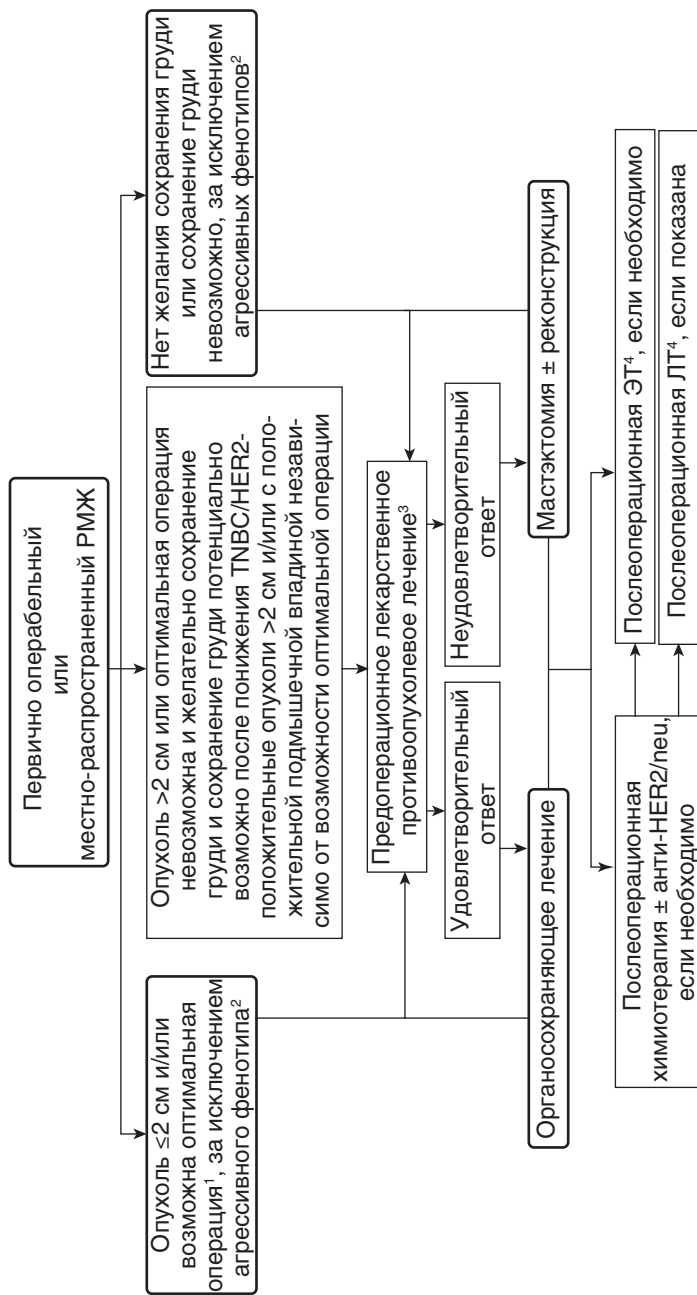 Первично операбельный
или
местно-распространенный РМЖ
Опухоль ≤2 см и/или
возможна оптимальная
операция¹, за исключением
агрессивного фенотипа²
Опухоль >2 см или оптимальная операция
невозможна и желательно сохранение
груди и сохранение груди потенциально
возможно после понижения TNBC/HER2-
положительные опухоли >2 см и/или с поло-
жительной подмышечной впадиной незави-
симо от возможности оптимальной операции
Нет желания сохранения груди
или сохранение груди
невозможно, за исключением
агрессивных фенотипов²
Предоперационное лекарственное
противоопухолевое лечение³
Удовлетворительный
ответ
Неудовлетворительный
ответ
Органосохраняющее лечение
Мастэктомия ± реконструкция
Послеоперационная
химиотерапия ± анти-HER2/neu,
если необходимо
Послеоперационная ЭТ⁴, если необходимо
Послеоперационная ЛТ⁴, если показана